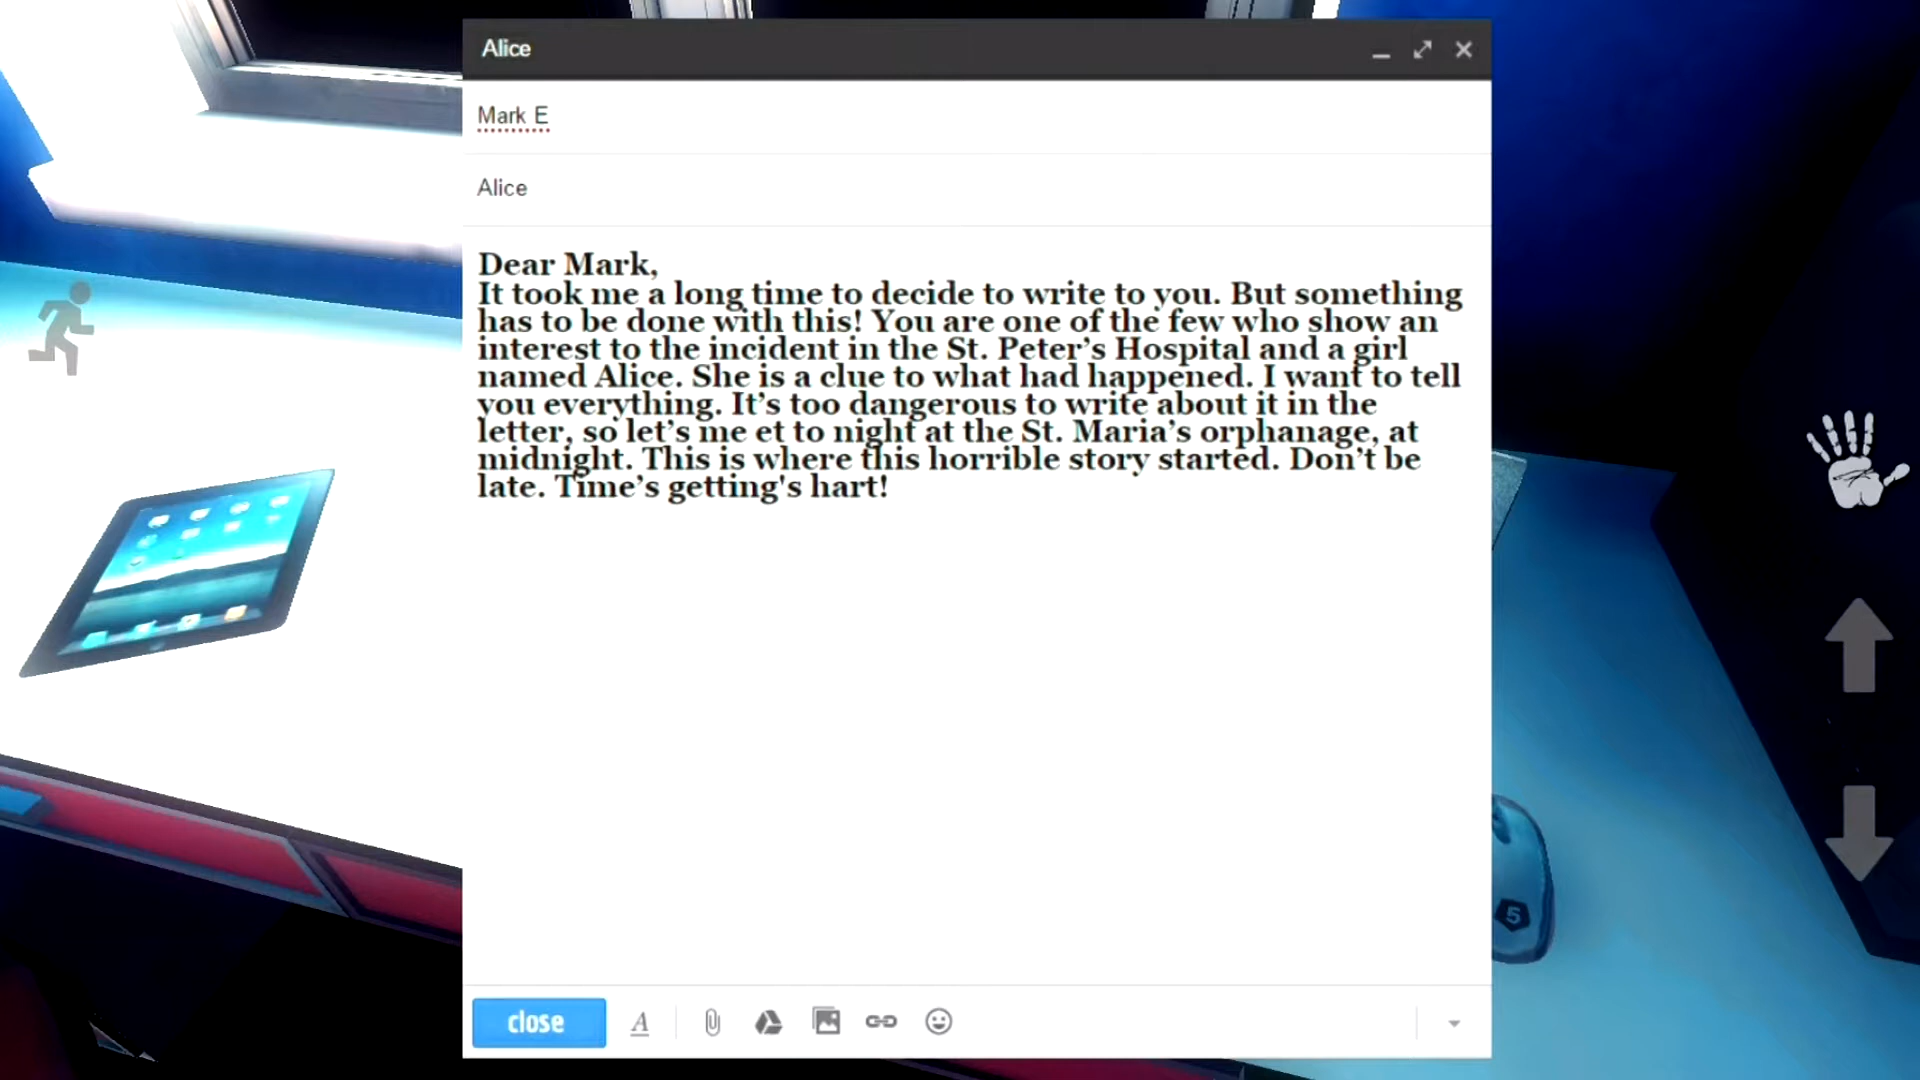 Alice
Mark E
Alice
Dear Mark,
It took me a long time to decide to write to you. But something
has to be done with this! You are one of the few who show an
interest to the incident in the St. Peter's Hospital and a girl
named Alice. She is a clue to what had happened. I want to tell
you everything. It's too dangerous to write about it in the
letter, so let's me et to night at the St. Maria's orphanage, at
midnight. This is where this horrible story started. Don't be
late. Time's getting's hart!
5
close
A